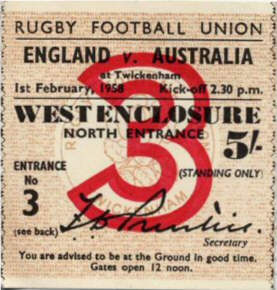 RUGBY FOOTBALL UNION
ENGLAND v. AUSTRALIA
at Twickenham
1st February, 1958 Kick-off 2.30 p.m.
WEST ENCLOSURE
NORTH ENTRANCE 5/-
ENTRANCE
No
3
(STANDING ONLY)
(see back)
Secretary
You are advised to be at the Ground in good time.
Gates open 12 noon.
3
TWICKENHAM